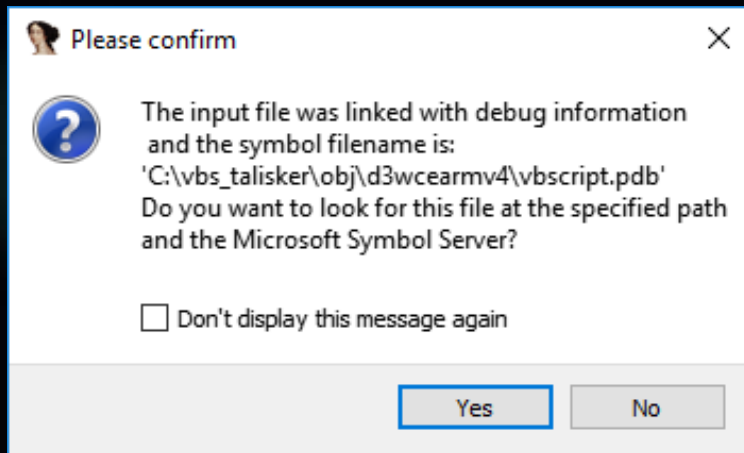 Please confirm
The input file was linked with debug information
and the symbol filename is:
'C:\vbs_talisker\obj\d3wcearmv4\vbscript.pdb'
Do you want to look for this file at the specified path
and the Microsoft Symbol Server?
Don't display this message again
Yes No